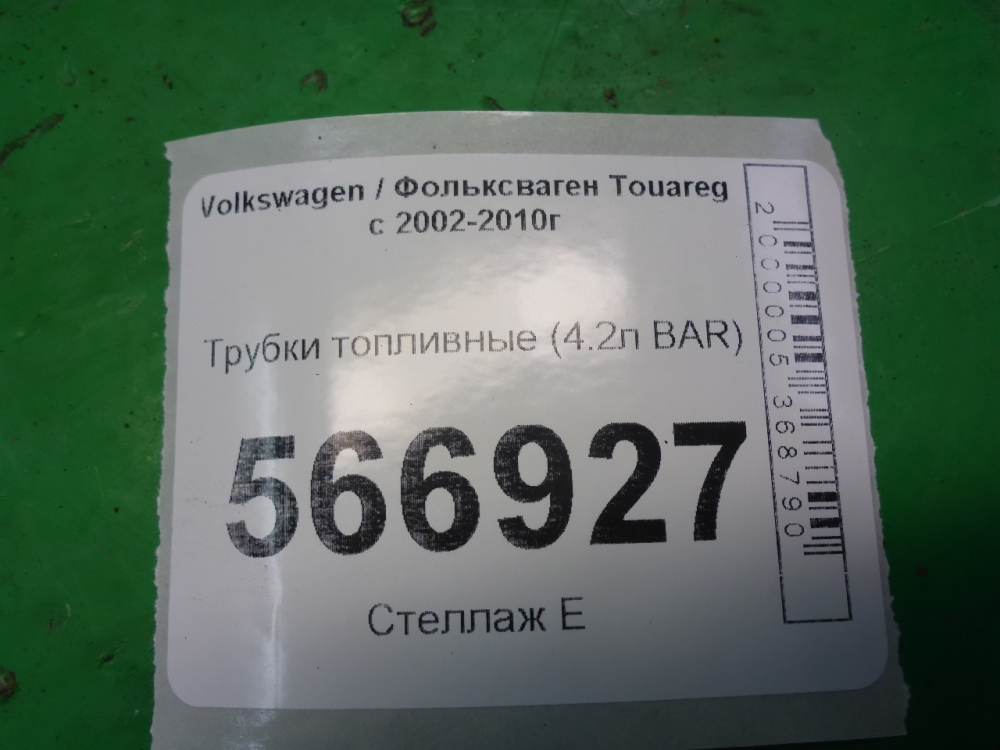 Volkswagen / Фольксваген Touareg
с 2002-2010г
Трубки топливные (4.2л BAR)
566927
Стеллаж Е
2000005368790